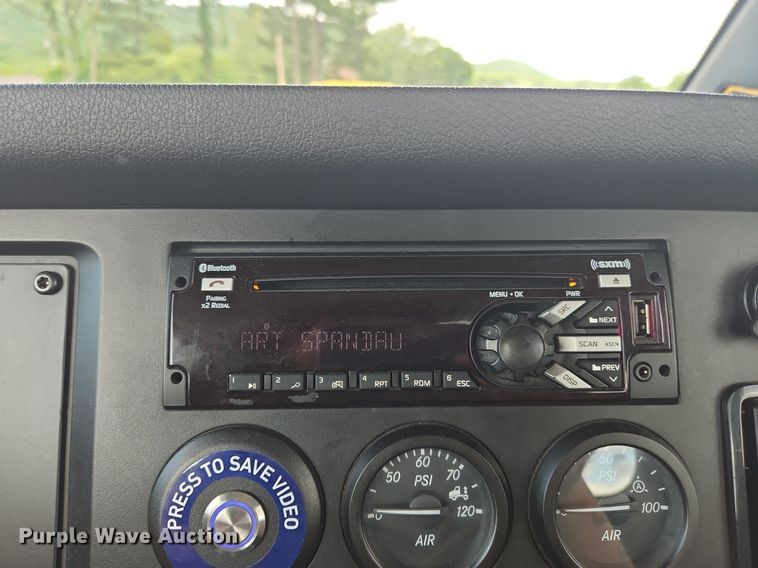 Bluetooth
((SXM))
PAIRING
x2 REDIAL
MENU • OK
PWR
SRC
NEXT
ART SPANDAU
SCAN ASCN
PREV
DISP
1
2
3
4 RPT
5 RDM
6 ESC
PRESS TO SAVE VIDEO
50 60 70
PSI
120
AIR
50
PSI
A
100
AIR
Purple Wave Auction